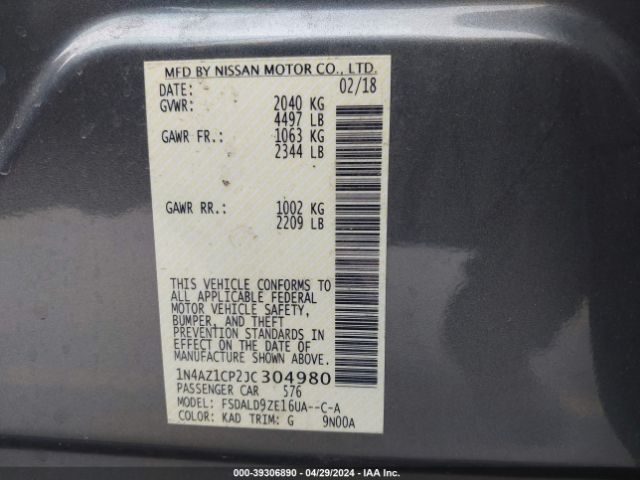 MFD BY NISSAN MOTOR CO., LTD.
DATE: 02/18
GVWR: 2040 KG
4497 LB
GAWR FR.: 1063 KG
2344 LB
GAWR RR.: 1002 KG
2209 LB
THIS VEHICLE CONFORMS TO
ALL APPLICABLE FEDERAL
MOTOR VEHICLE SAFETY,
BUMPER, AND THEFT
PREVENTION STANDARDS IN
EFFECT ON THE DATE OF
MANUFACTURE SHOWN ABOVE.
1N4AZ1CP2JC304980
PASSENGER CAR 576
MODEL: FSDALD9ZE16UA--C-A
COLOR: KAD TRIM: G 9N00A
000-39306890 - 04/29/2024 - IAA Inc.